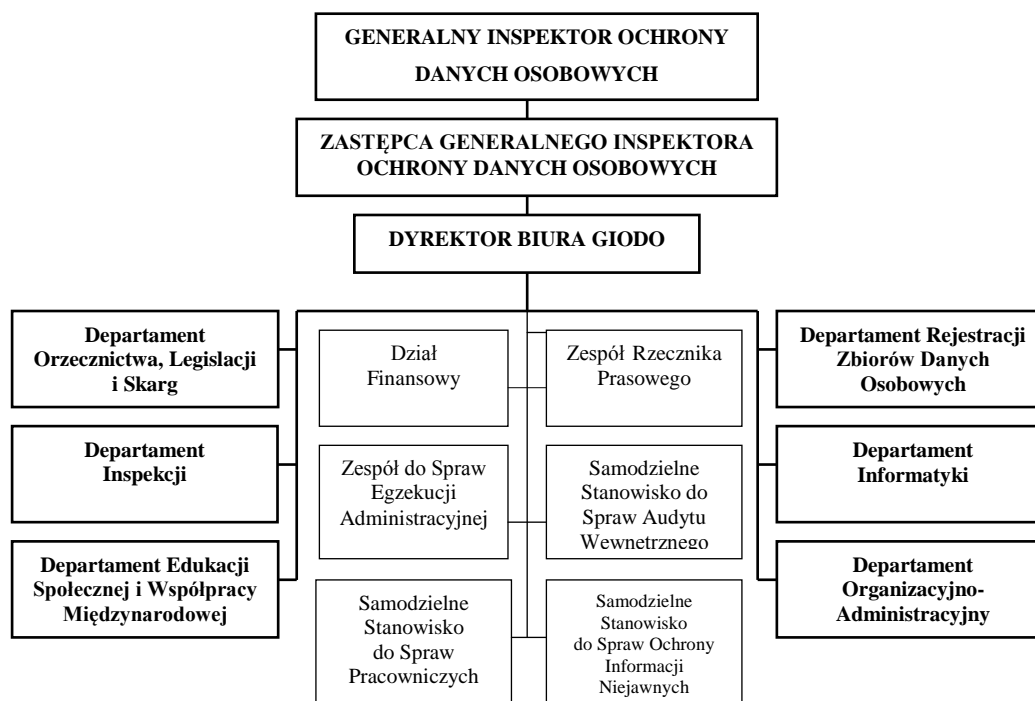 GENERALNY INSPEKTOR OCHRONY
DANYCH OSOBOWYCH
ZASTĘPCA GENERALNEGO INSPEKTORA
OCHRONY DANYCH OSOBOWYCH
DYREKTOR BIURA GIODO
Departament
Orzecznictwa, Legislacji
i Skarg
Dział
Finansowy
Zespół Rzecznika
Prasowego
Departament Rejestracji
Zbiorów Danych
Osobowych
Departament
Inspekcji
Zespół do Spraw
Egzekucji
Administracyjnej
Samodzielne
Stanowisko do
Spraw Audytu
Wewnętrznego
Departament
Informatyki
Departament Edukacji
Społecznej i Współpracy
Międzynarodowej
Samodzielne
Stanowisko
do Spraw
Pracowniczych
Samodzielne
Stanowisko
do Spraw Ochrony
Informacji
Niejawnych
Departament
Organizacyjno-
Administracyjny